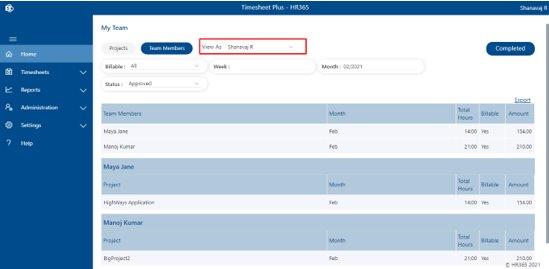 Timesheet Plus - HR365
Shanavaj R
My Team
Projects
Team Members
View As Shanavaj R
Completed
Home
Timesheets
Reports
Administration
Settings
Help
Billable : All
Week :
Month : 02/2021
Status : Approved
Export
Team Members Month Total Hours Billable Amount
Maya Jane Feb 14:00 Yes 154.00
Manoj Kumar Feb 21:00 Yes 210.00
Maya Jane
Project Month Total Hours Billable Amount
HighWays Application Feb 14:00 Yes 154.00
Manoj Kumar
Project Month Total Hours Billable Amount
BigProject2 Feb 21:00 Yes 210.00
© HR365 2021